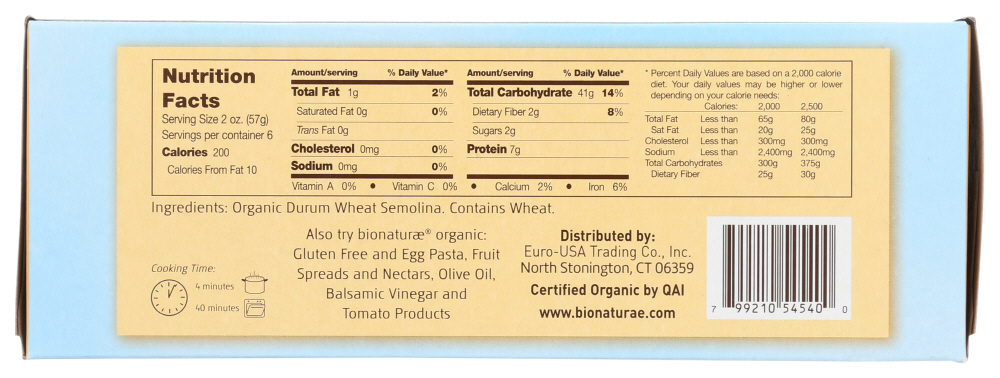 Nutrition
Facts
Serving Size 2 oz. (57g)
Servings per container 6
Calories 200
Calories From Fat 10
Amount/serving % Daily Value*
Total Fat 1g 2%
Saturated Fat 0g 0%
Trans Fat 0g
Cholesterol 0mg 0%
Sodium 0mg 0%
Amount/serving % Daily Value*
Total Carbohydrate 41g 14%
Dietary Fiber 2g 8%
Sugars 2g
Protein 7g
Vitamin A 0% • Vitamin C 0% • Calcium 2% • Iron 6%
* Percent Daily Values are based on a 2,000 calorie
diet. Your daily values may be higher or lower
depending on your calorie needs:
Calories: 2,000 2,500
Total Fat Less than 65g 80g
Sat Fat Less than 20g 25g
Cholesterol Less than 300mg 300mg
Sodium Less than 2,400mg 2,400mg
Total Carbohydrates 300g 375g
Dietary Fiber 25g 30g
Ingredients: Organic Durum Wheat Semolina. Contains Wheat.
Cooking Time:
4 minutes
40 minutes
Also try bionaturæ® organic:
Gluten Free and Egg Pasta, Fruit
Spreads and Nectars, Olive Oil,
Balsamic Vinegar and
Tomato Products
Distributed by:
Euro-USA Trading Co., Inc.
North Stonington, CT 06359
Certified Organic by QAI
www.bionaturae.com
7 99210 54540 0